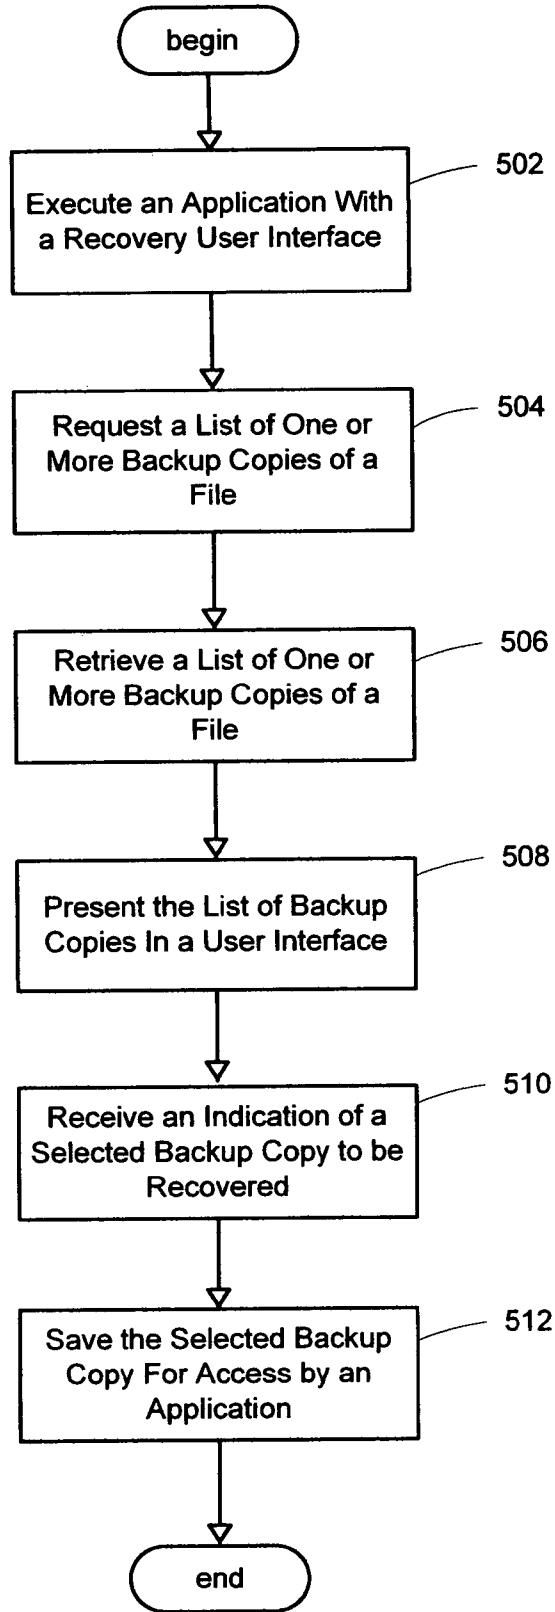 begin
502
Execute an Application With
a Recovery User Interface
504
Request a List of One or
More Backup Copies of a
File
506
Retrieve a List of One or
More Backup Copies of a
File
508
Present the List of Backup
Copies In a User Interface
510
Receive an Indication of a
Selected Backup Copy to be
Recovered
512
Save the Selected Backup
Copy For Access by an
Application
end